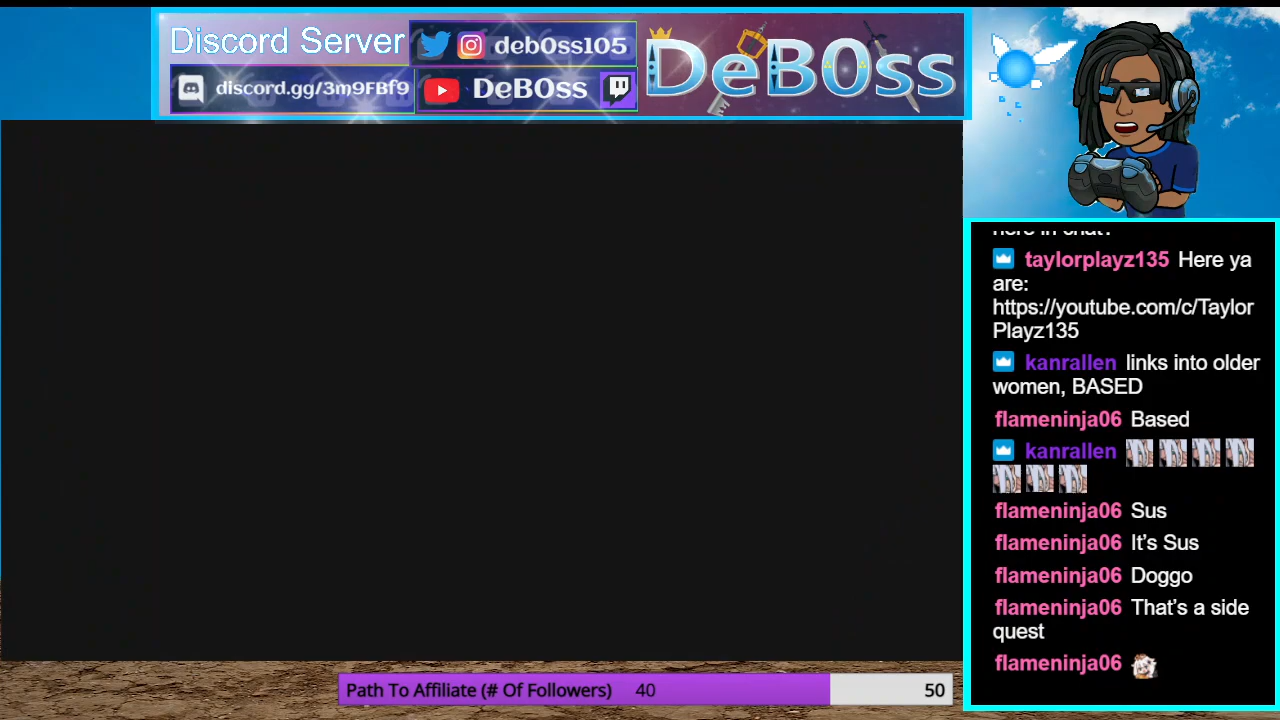 Discord Server
deb0ss105
DeB0ss
discord.gg/3m9FBf9
DeB0ss
here in chat?
taylorplayz135 Here ya
are:
https://youtube.com/c/Taylor
Playz135
kanrallen links into older
women, BASED
flameninja06 Based
kanrallen
flameninja06 Sus
flameninja06 It's Sus
flameninja06 Doggo
flameninja06 That's a side
quest
flameninja06
Path To Affiliate (# Of Followers) 40 50